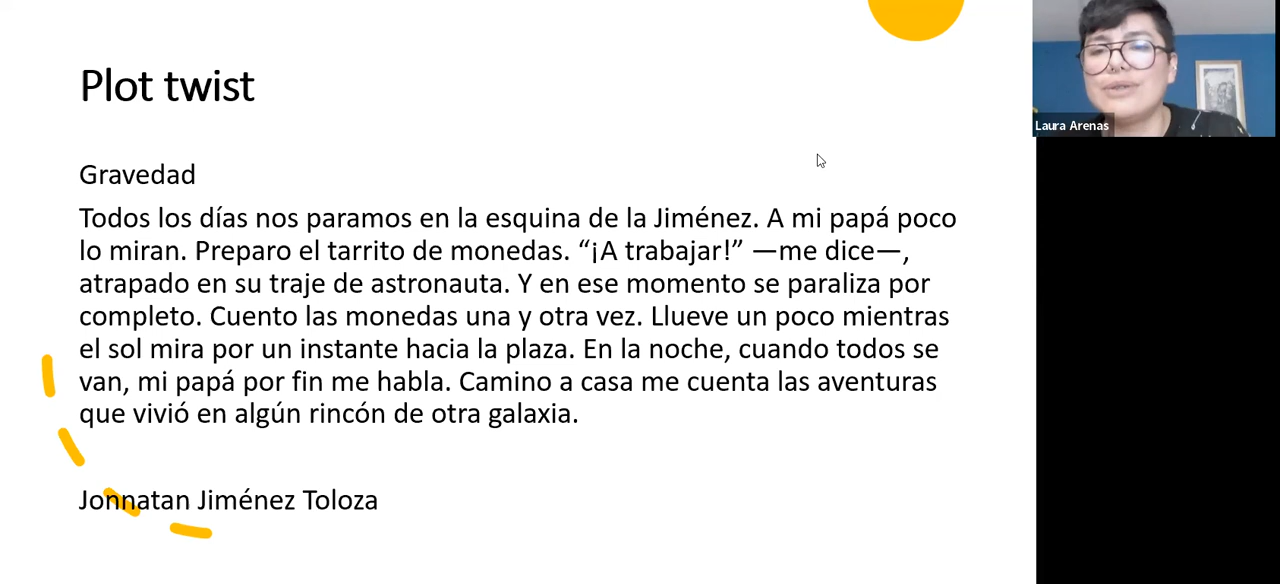 Plot twist
Laura Arenas
Gravedad
Todos los días nos paramos en la esquina de la Jiménez. A mi papá poco
lo miran. Preparo el tarrito de monedas. “¡A trabajar!” —me dice—,
atrapado en su traje de astronauta. Y en ese momento se paraliza por
completo. Cuento las monedas una y otra vez. Llueve un poco mientras
el sol mira por un instante hacia la plaza. En la noche, cuando todos se
van, mi papá por fin me habla. Camino a casa me cuenta las aventuras
que vivió en algún rincón de otra galaxia.
Jonnatan Jiménez Toloza